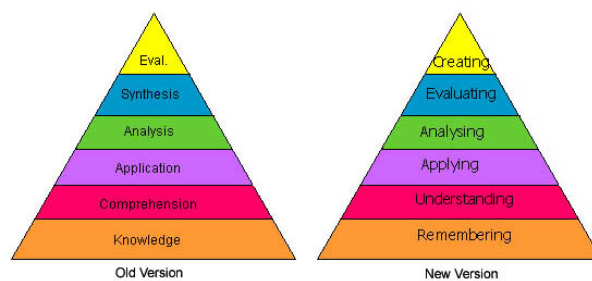 Eval.
Synthesis
Analysis
Application
Comprehension
Knowledge
Old Version
Creating
Evaluating
Analysing
Applying
Understanding
Remembering
New Version